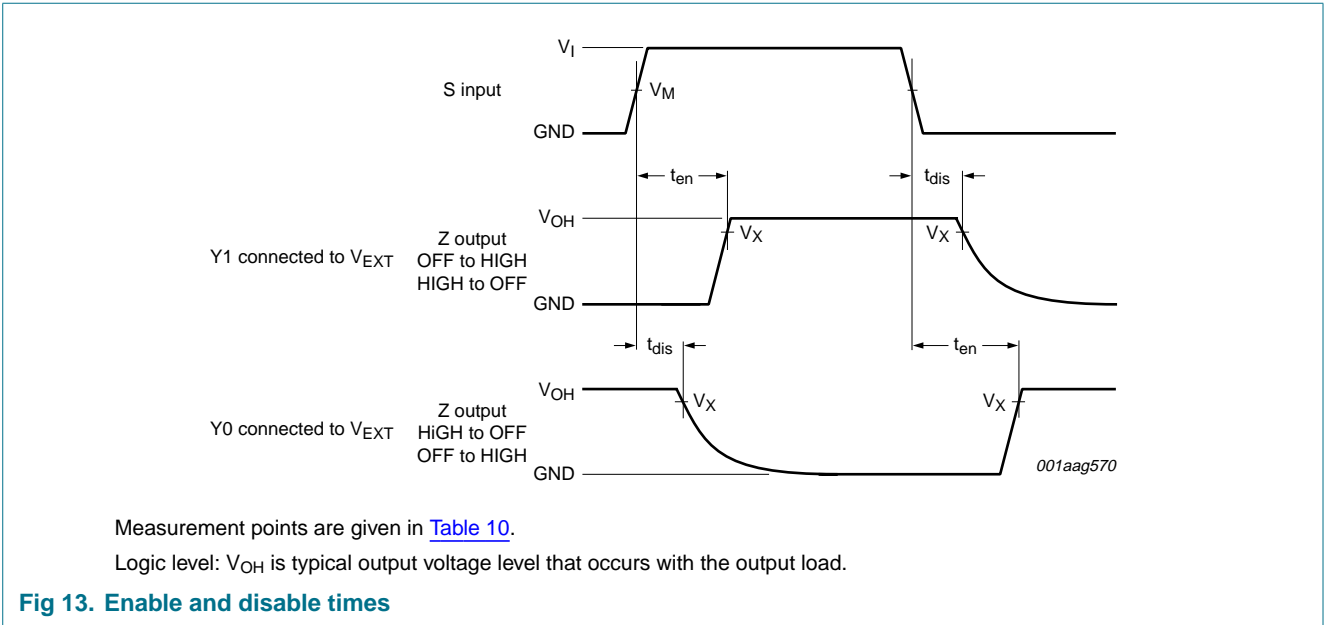 V_I
S input
V_M
GND
t_en
t_dis
V_OH
Z output
V_X
V_X
Y1 connected to V_EXT
OFF to HIGH
HIGH to OFF
GND
t_dis
t_en
V_OH
Z output
V_X
V_X
Y0 connected to V_EXT
HiGH to OFF
OFF to HIGH
GND
001aag570
Measurement points are given in Table 10.
Logic level: V_OH is typical output voltage level that occurs with the output load.
Fig 13. Enable and disable times